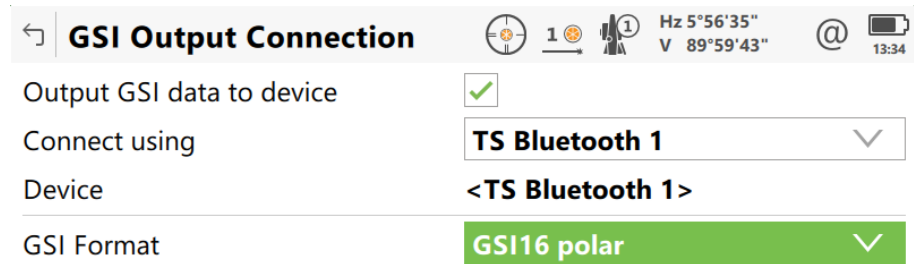 GSI Output Connection
1
1
Hz 5°56'35"
V 89°59'43"
@
13:34
Output GSI data to device
Connect using TS Bluetooth 1
Device <TS Bluetooth 1>
GSI Format GSI16 polar